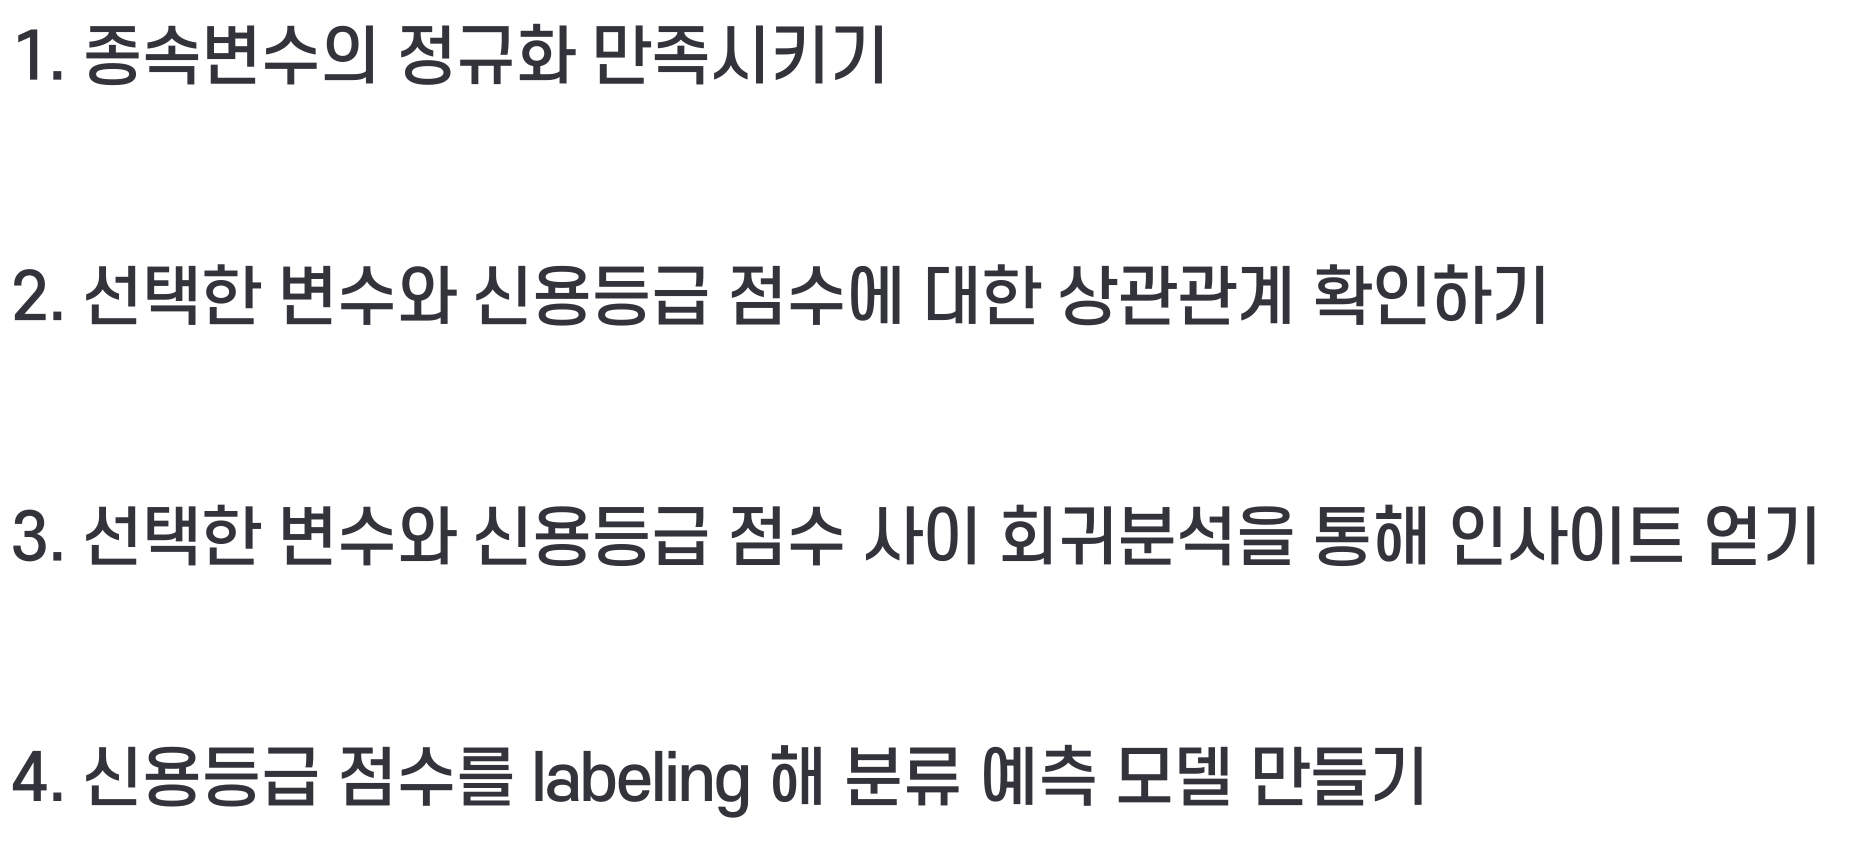 1. 종속변수의 정규화 만족시키기
2. 선택한 변수와 신용등급 점수에 대한 상관관계 확인하기
3. 선택한 변수와 신용등급 점수 사이 회귀분석을 통해 인사이트 얻기
4. 신용등급 점수를 labeling 해 분류 예측 모델 만들기